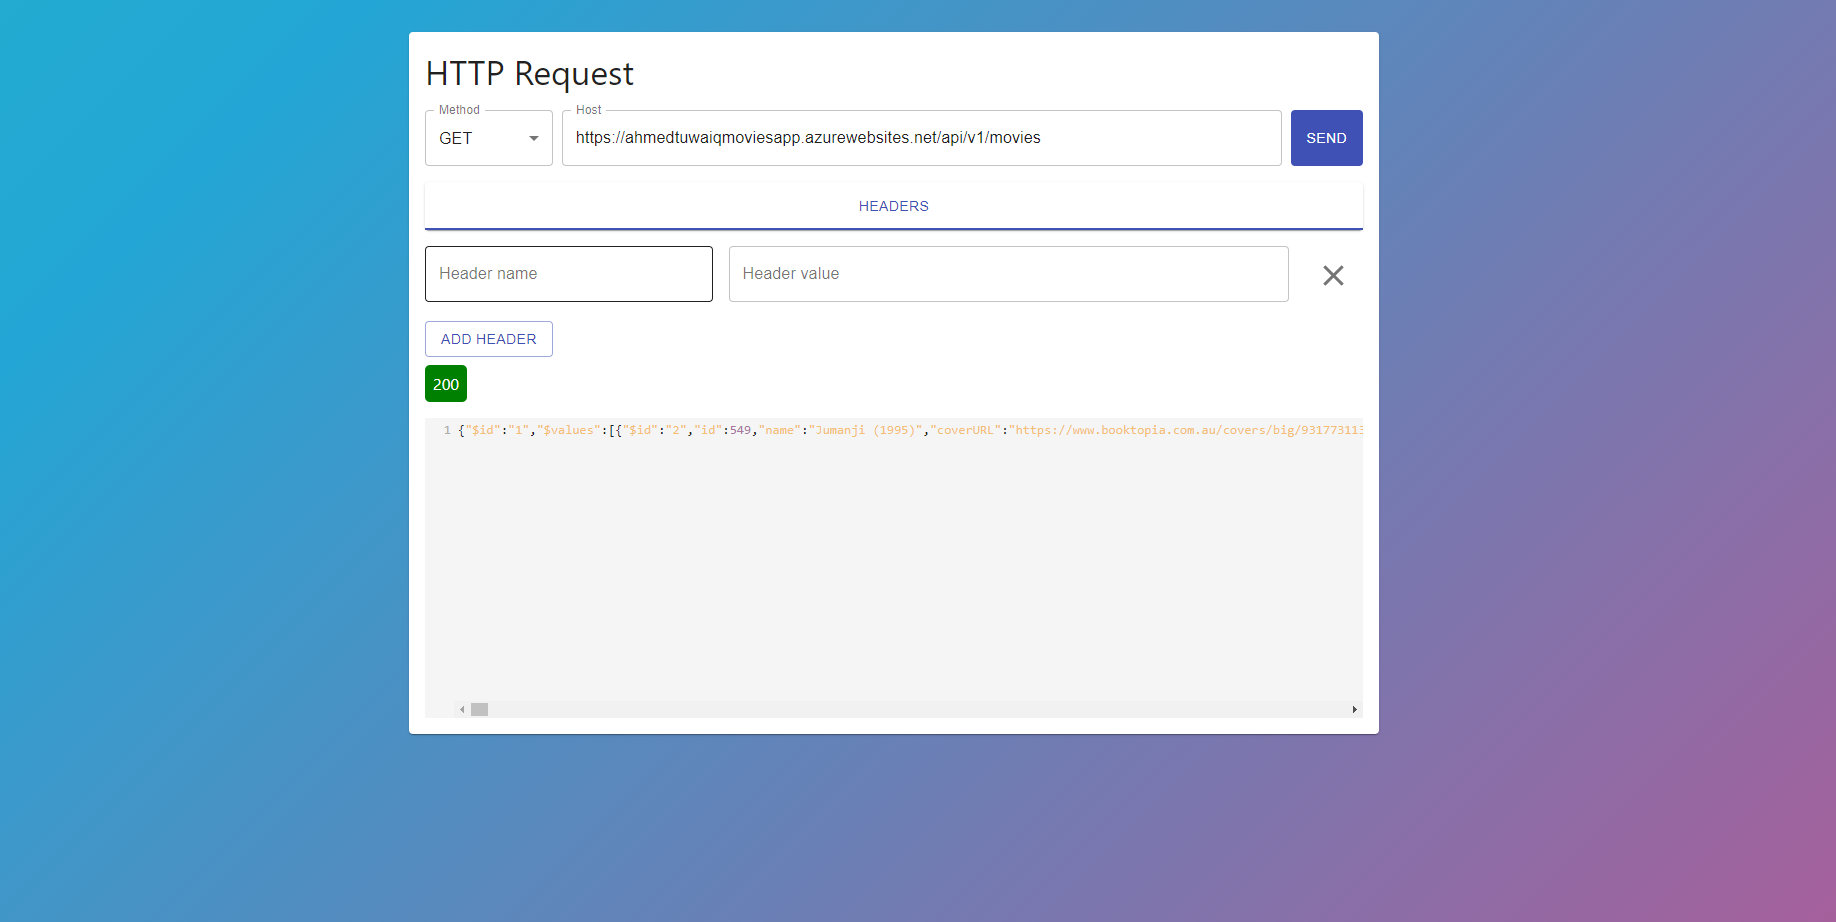 HTTP Request
Method
GET
Host
https://ahmedtuwaiqmoviesapp.azurewebsites.net/api/v1/movies
SEND
HEADERS
Header name
Header value
ADD HEADER
200
1 {"$id":"1","$values":[{"$id":"2","id":549,"name":"Jumanji (1995)","coverURL":"https://www.booktopia.com.au/covers/big/931773113